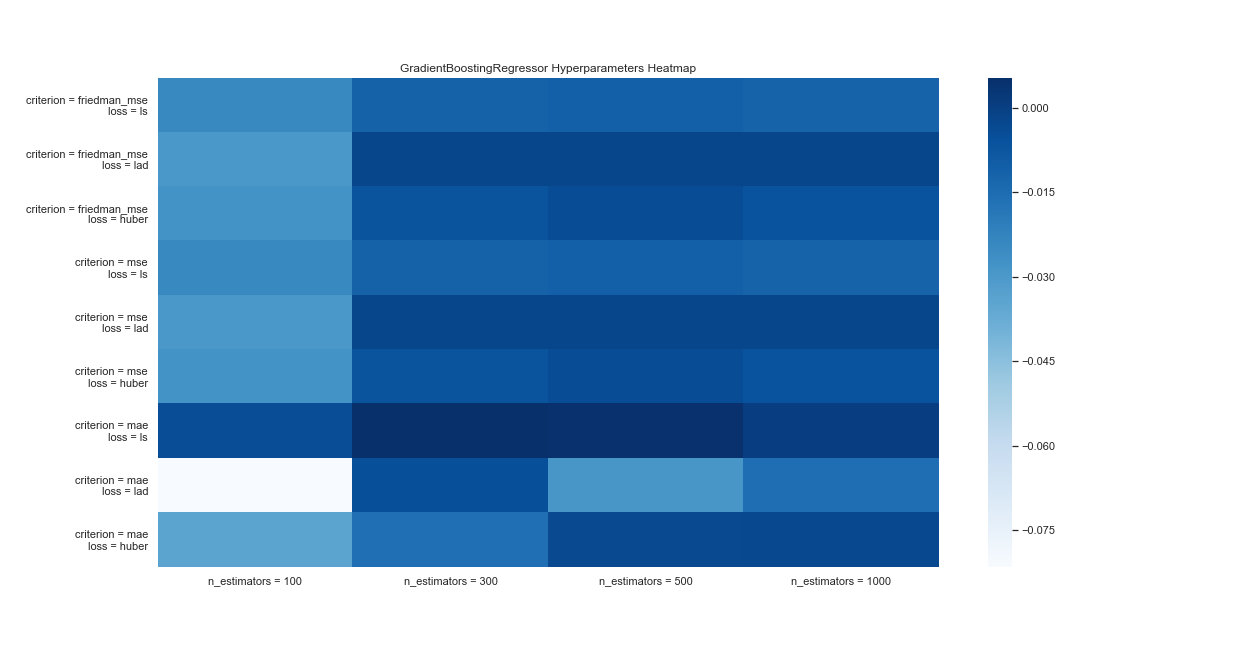 GradientBoostingRegressor Hyperparameters Heatmap
criterion = friedman_mse
loss = ls
criterion = friedman_mse
loss = lad
criterion = friedman_mse
loss = huber
criterion = mse
loss = ls
criterion = mse
loss = lad
criterion = mse
loss = huber
criterion = mae
loss = ls
criterion = mae
loss = lad
criterion = mae
loss = huber
n_estimators = 100
n_estimators = 300
n_estimators = 500
n_estimators = 1000
0.000
−0.015
−0.030
−0.045
−0.060
−0.075